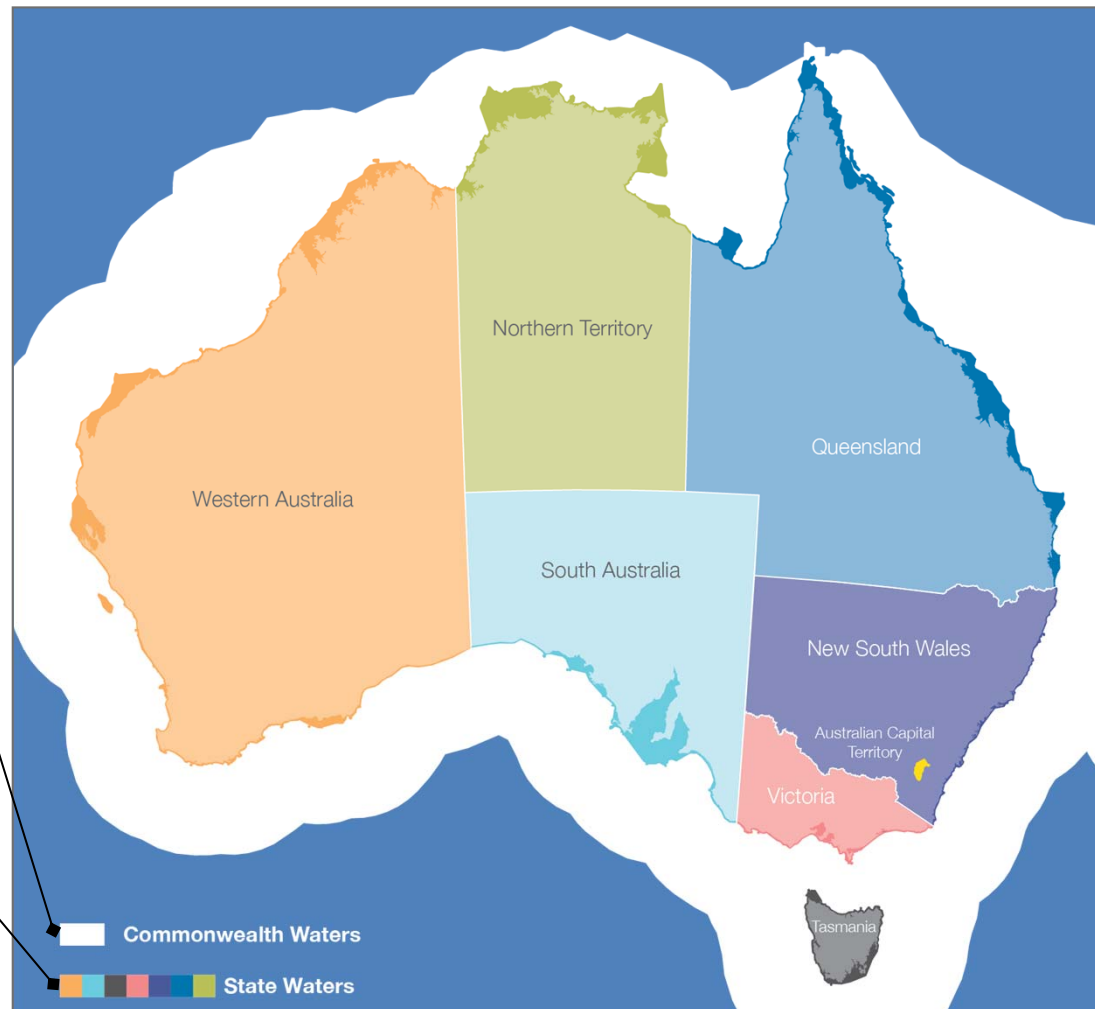 Northern Territory
Queensland
Western Australia
South Australia
New South Wales
Australian Capital
Territory
Victoria
Tasmania
Commonwealth Waters
State Waters